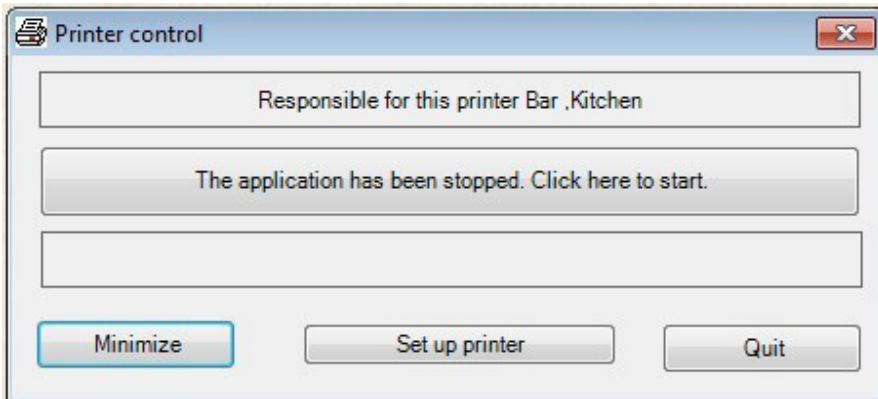 Printer control
Responsible for this printer Bar ,Kitchen
The application has been stopped. Click here to start.
Minimize
Set up printer
Quit